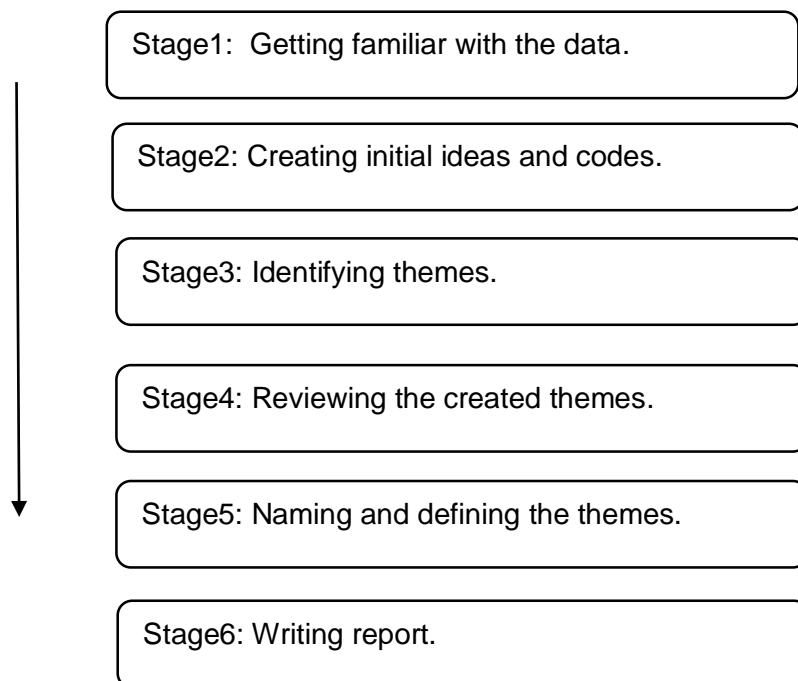 Stage1:  Getting familiar with the data.
Stage2: Creating initial ideas and codes.
Stage3: Identifying themes.
Stage4: Reviewing the created themes.
Stage5: Naming and defining the themes.
Stage6: Writing report.